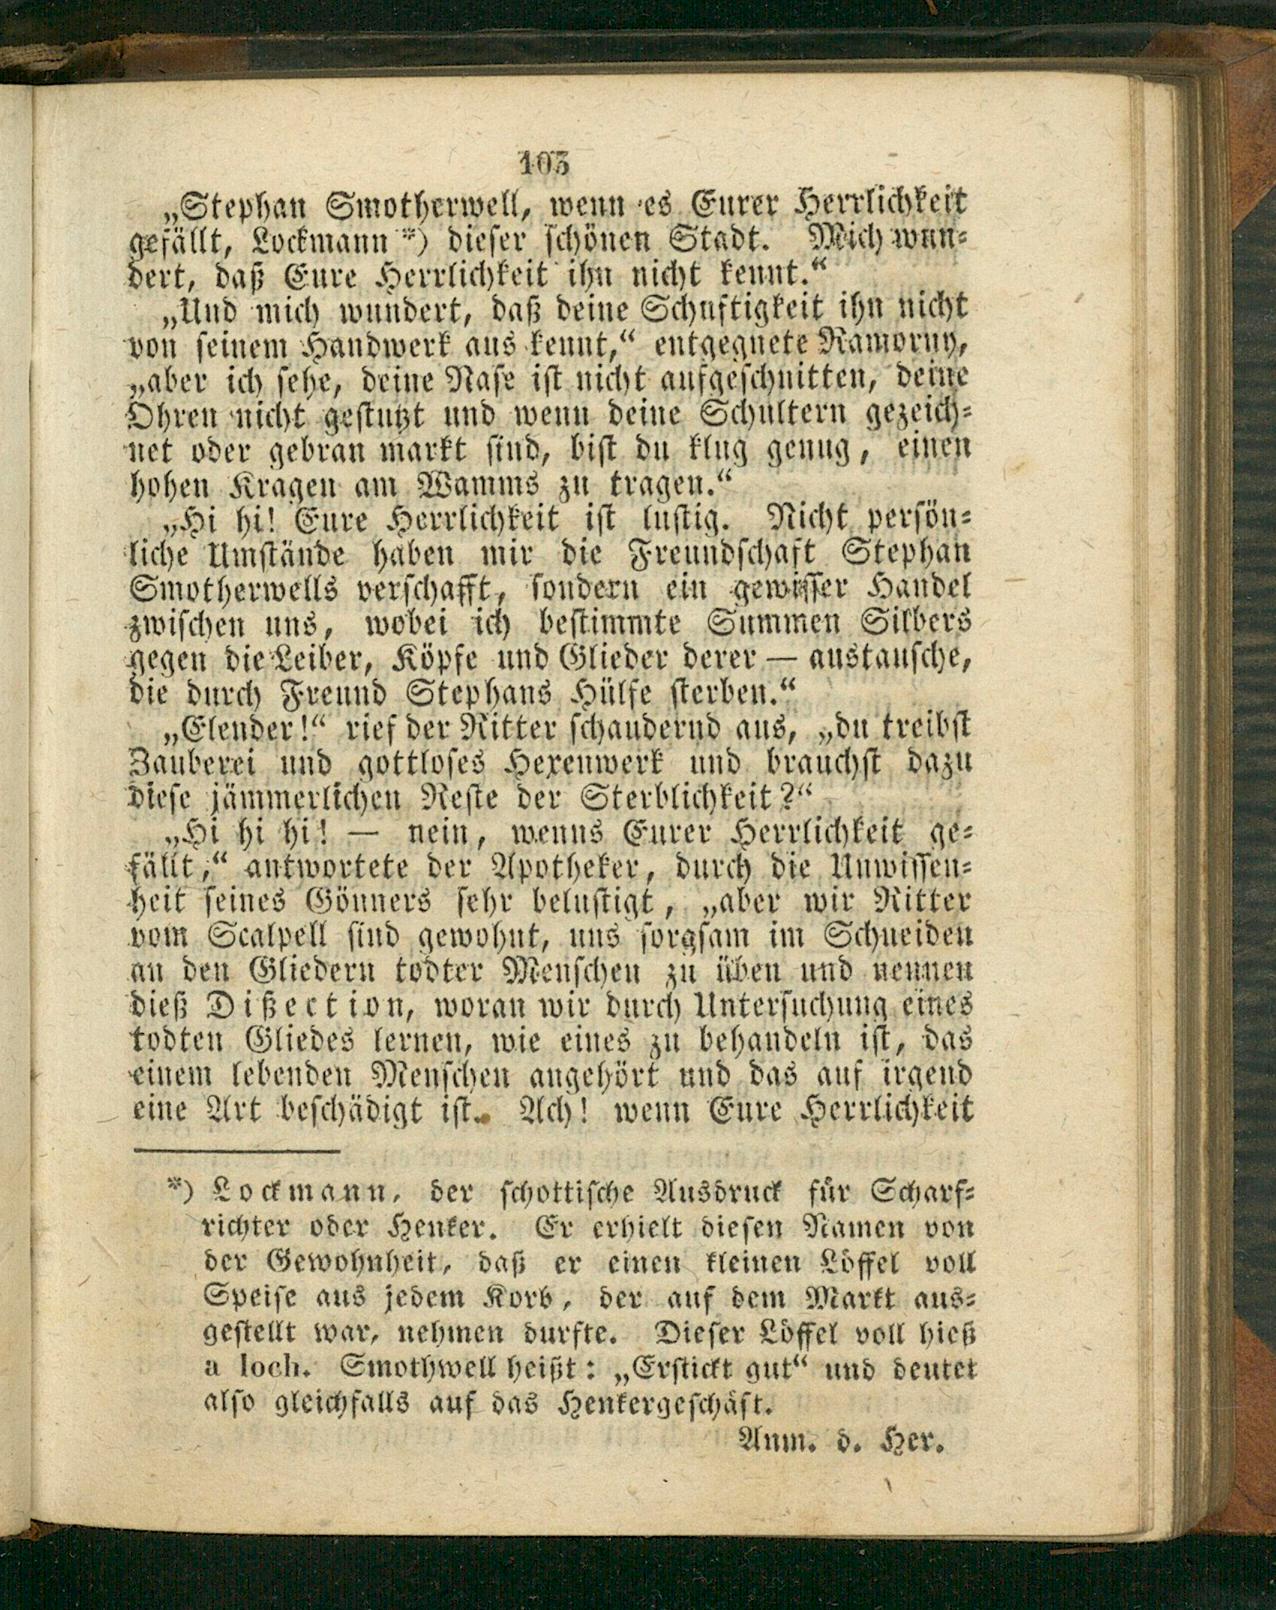 103
„Stephan Smotherwell, wenn es Eurer Herrlichkeit
gefällt, Lockmann *) dieser schönen Stadt. Mich wun-
dert, daß Eure Herrlichkeit ihn nicht kennt.“
„Und mich wundert, daß deine Schuftigkeit ihn nicht
von seinem Handwerk aus kennt,“ entgegnete Ramorny,
„aber ich sehe, deine Nase ist nicht aufgeschnitten, deine
Ohren nicht gestutzt und wenn deine Schultern gezeich-
net oder gebran markt sind, bist du klug genug, einen
hohen Kragen am Wamms zu tragen.“
„Hi hi! Eure Herrlichkeit ist lustig. Nicht persön-
liche Umstände haben mir die Freundschaft Stephan
Smotherwells verschafft, sondern ein gewisser Handel
zwischen uns, wobei ich bestimmte Summen Silbers
gegen die Leiber, Köpfe und Glieder derer — austausche,
die durch Freund Stephans Hülfe sterben.“
„Elender!“ rief der Ritter schaudernd aus, „du treibst
Zauberei und gottloses Hexenwerk und brauchst dazu
diese jämmerlichen Reste der Sterblichkeit?“
„Hi hi hi! — nein, wenns Eurer Herrlichkeit ge-
fällt,“ antwortete der Apotheker, durch die Unwissen-
heit seines Gönners sehr belustigt, „aber wir Ritter
vom Scalpell sind gewohnt, uns sorgsam im Schneiden
an den Gliedern todter Menschen zu üben und nennen
dieß Dißection, woran wir durch Untersuchung eines
todten Gliedes lernen, wie eines zu behandeln ist, das
einem lebenden Menschen angehört und das auf irgend
eine Art beschädigt ist. Ach! wenn Eure Herrlichkeit
*) Lockmann, der schottische Ausdruck für Scharf-
richter oder Henker. Er erhielt diesen Namen von
der Gewohnheit, daß er einen kleinen Löffel voll
Speise aus jedem Korb, der auf dem Markt aus-
gestellt war, nehmen durfte. Dieser Löffel voll hieß
a loch. Smothwell heißt: „Erstickt gut“ und deutet
also gleichfalls auf das Henkergeschäft.
Anm. d. Her.